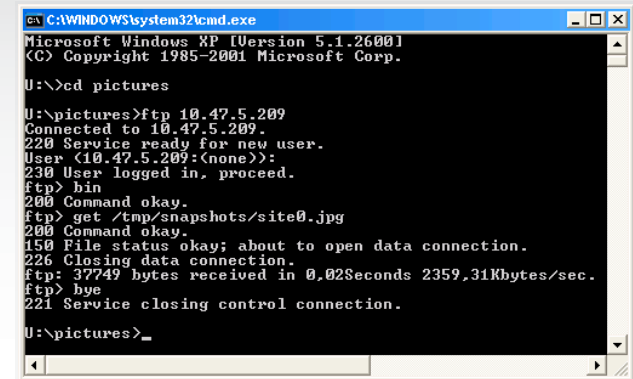 C:\WINDOWS\system32\cmd.exe
Microsoft Windows XP [Version 5.1.2600]
(C) Copyright 1985-2001 Microsoft Corp.
U:\>cd pictures
U:\pictures>ftp 10.47.5.209
Connected to 10.47.5.209.
220 Service ready for new user.
User (10.47.5.209:(none)):
230 User logged in, proceed.
ftp> bin
200 Command okay.
ftp> get /tmp/snapshots/site0.jpg
200 Command okay.
150 File status okay; about to open data connection.
226 Closing data connection.
ftp: 37749 bytes received in 0,02Seconds 2359,31Kbytes/sec.
ftp> bye
221 Service closing control connection.
U:\pictures>_